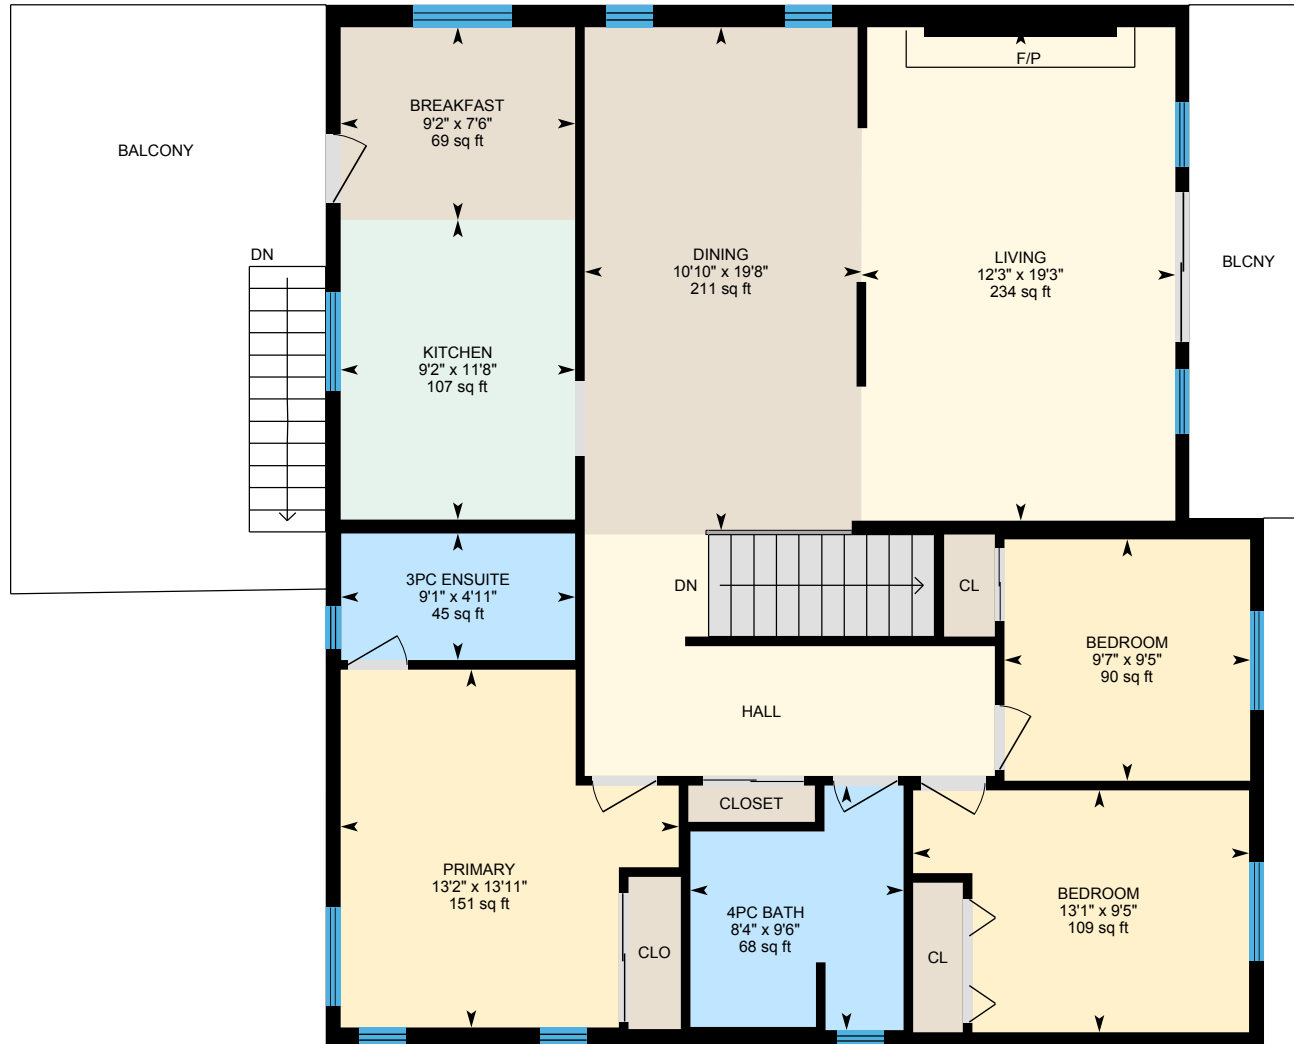 F/P
BREAKFAST
9'2" x 7'6"
69 sq ft
BALCONY
DN
DINING
10'10" x 19'8"
211 sq ft
LIVING
12'3" x 19'3"
234 sq ft
BLCNY
KITCHEN
9'2" x 11'8"
107 sq ft
3PC ENSUITE
9'1" x 4'11"
45 sq ft
DN
CL
BEDROOM
9'7" x 9'5"
90 sq ft
HALL
CLOSET
PRIMARY
13'2" x 13'11"
151 sq ft
4PC BATH
8'4" x 9'6"
68 sq ft
BEDROOM
13'1" x 9'5"
109 sq ft
CLO
CL